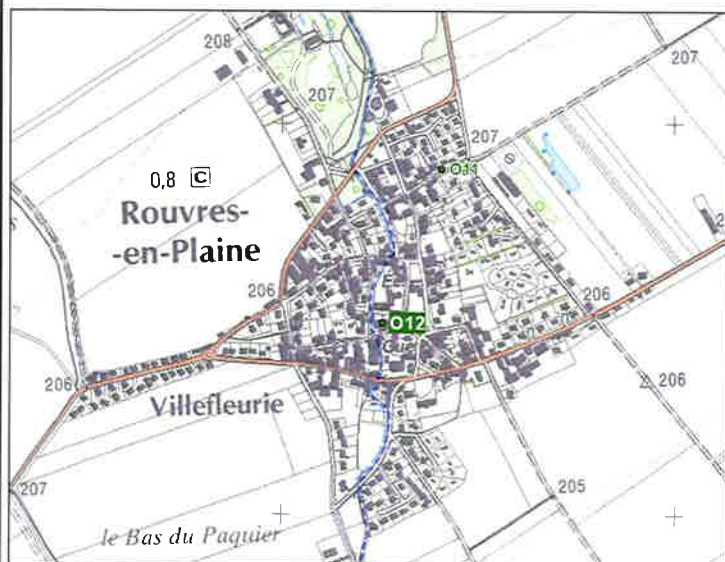 208
207
207
207
O11
0,8 C
Rouvres-
-en-Plaine
206
206
E
O12
206
206
Villefleurie
207
205
le Bas du Paquier